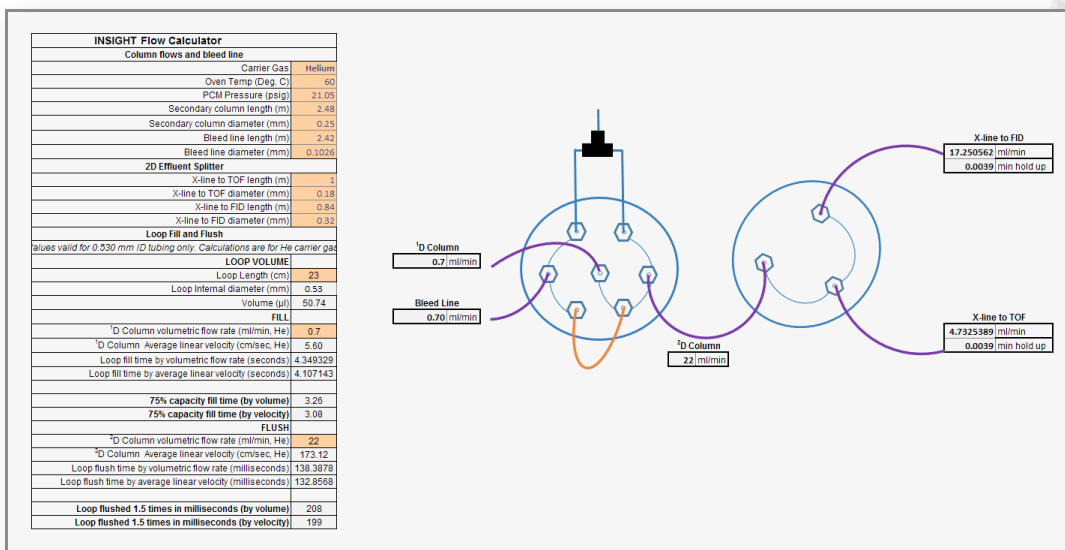 INSIGHT Flow Calculator
Column flows and bleed line
Carrier Gas Helium
Oven Temp (Deg. C) 60
PCM Pressure (psig) 21.05
Secondary column length (m) 2.48
Secondary column diameter (mm) 0.25
Bleed line length (m) 2.42
Bleed line diameter (mm) 0.1026
2D Effluent Splitter
X-line to TOF length (m) 1
X-line to TOF diameter (mm) 0.18
X-line to FID length (m) 0.84
X-line to FID diameter (mm) 0.32
Loop Fill and Flush
alues valid for 0.530 mm ID tubing only. Calculations are for He carrier gas
LOOP VOLUME
Loop Length (cm) 23
Loop Internal diameter (mm) 0.53
Volume (µl) 50.74
FILL
¹D Column volumetric flow rate (ml/min, He) 0.7
¹D Column Average linear velocity (cm/sec, He) 5.60
Loop fill time by volumetric flow rate (seconds) 4.349329
Loop fill time by average linear velocity (seconds) 4.107143
75% capacity fill time (by volume) 3.26
75% capacity fill time (by velocity) 3.08
FLUSH
²D Column volumetric flow rate (ml/min, He) 22
²D Column Average linear velocity (cm/sec, He) 173.12
Loop flush time by volumetric flow rate (milliseconds) 138.3878
Loop flush time by average linear velocity (milliseconds) 132.8568
Loop flushed 1.5 times in milliseconds (by volume) 208
Loop flushed 1.5 times in milliseconds (by velocity) 199
¹D Column
0.7 ml/min
Bleed Line
0.70 ml/min
²D Column
22 ml/min
X-line to FID
17.250562 ml/min
0.0039 min hold up
X-line to TOF
4.7325389 ml/min
0.0039 min hold up